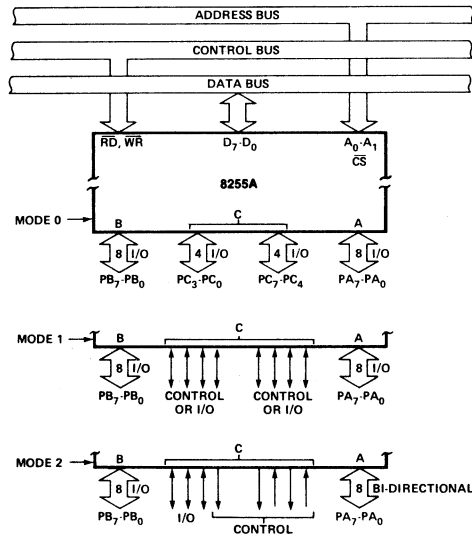 ADDRESS BUS
CONTROL BUS
DATA BUS
RD, WR D7-D0 A0-A1
CS
8255A
MODE 0 B C A
8 I/O 4 I/O 4 I/O 8 I/O
PB7-PB0 PC3-PC0 PC7-PC4 PA7-PA0
MODE 1 B C A
8 I/O 8 I/O
PB7-PB0 CONTROL OR I/O CONTROL OR I/O PA7-PA0
MODE 2 B C A
8 I/O 8 BI-DIRECTIONAL
PB7-PB0 I/O CONTROL PA7-PA0